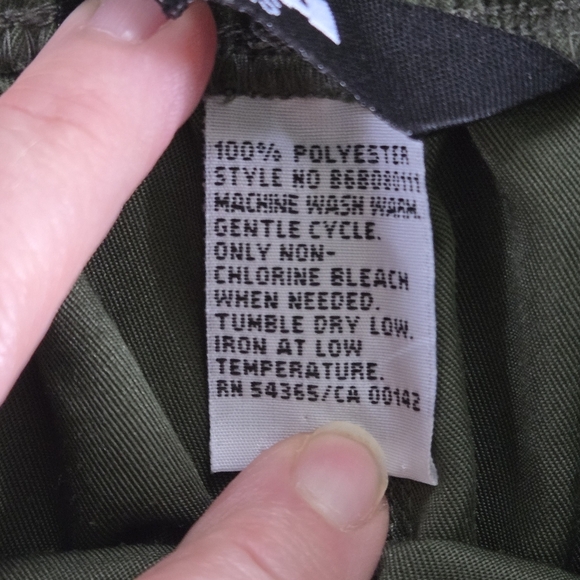 100% POLYESTER
STYLE NO 86B080111
MACHINE WASH WARM.
GENTLE CYCLE.
ONLY NON-
CHLORINE BLEACH
WHEN NEEDED.
TUMBLE DRY LOW.
IRON AT LOW
TEMPERATURE.
RN 54365/CA 00142